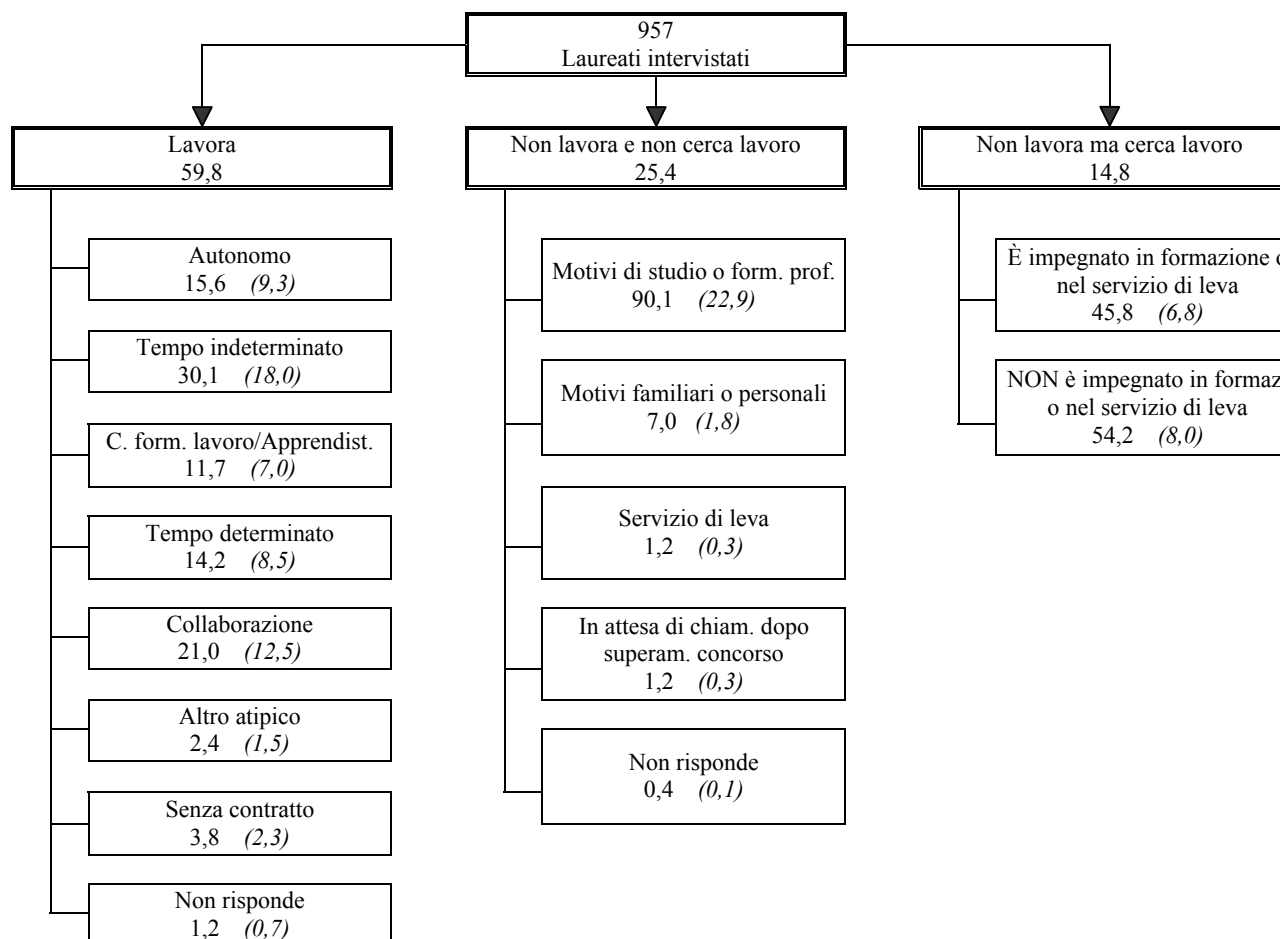 957
Laureati intervistati
Lavora
59,8
Autonomo
15,6 (9,3)
Tempo indeterminato
30,1 (18,0)
C. form. lavoro/Apprendist.
11,7 (7,0)
Tempo determinato
14,2 (8,5)
Collaborazione
21,0 (12,5)
Altro atipico
2,4 (1,5)
Senza contratto
3,8 (2,3)
Non risponde
1,2 (0,7)
Non lavora e non cerca lavoro
25,4
Motivi di studio o form. prof.
90,1 (22,9)
Motivi familiari o personali
7,0 (1,8)
Servizio di leva
1,2 (0,3)
In attesa di chiam. dopo
superam. concorso
1,2 (0,3)
Non risponde
0,4 (0,1)
Non lavora ma cerca lavoro
14,8
È impegnato in formazione
nel servizio di leva
45,8 (6,8)
NON è impegnato in formaz
o nel servizio di leva
54,2 (8,0)